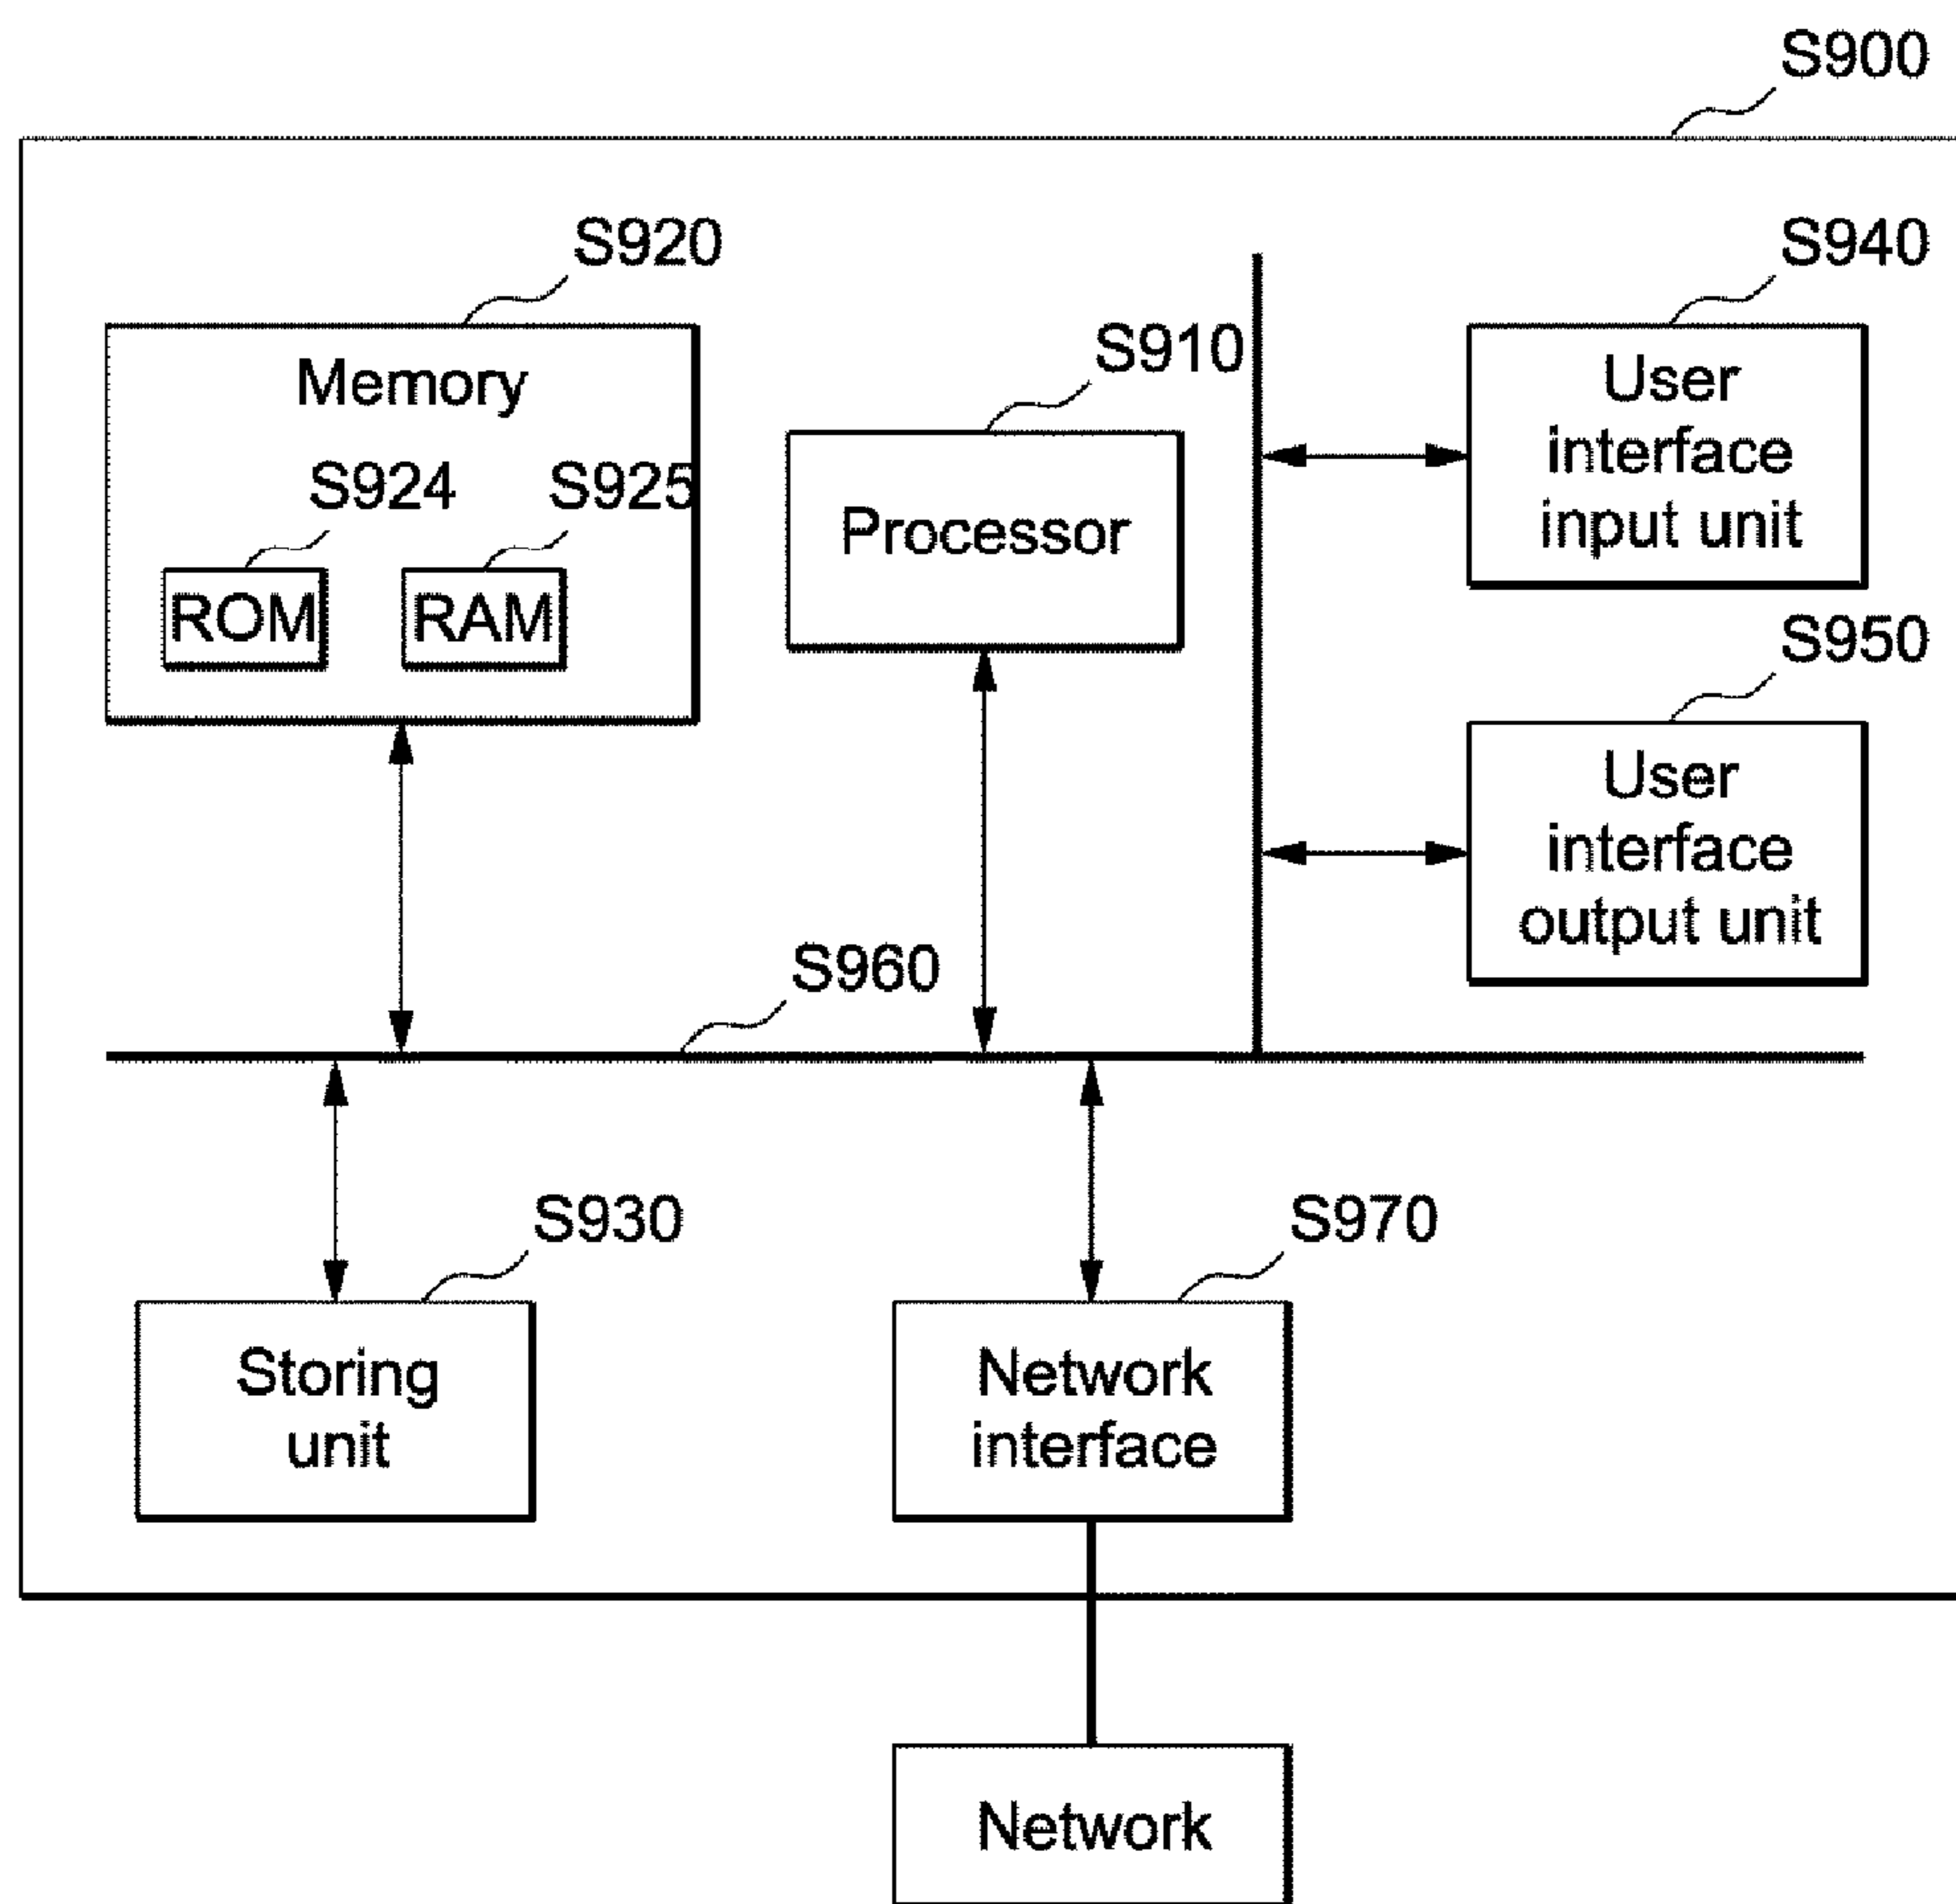 S900
S920
S940
S910
Memory
User
interface
input unit
S924 S925
Processor
ROM RAM
S950
User
interface
output unit
S960
S930
S970
Storing
unit
Network
interface
Network